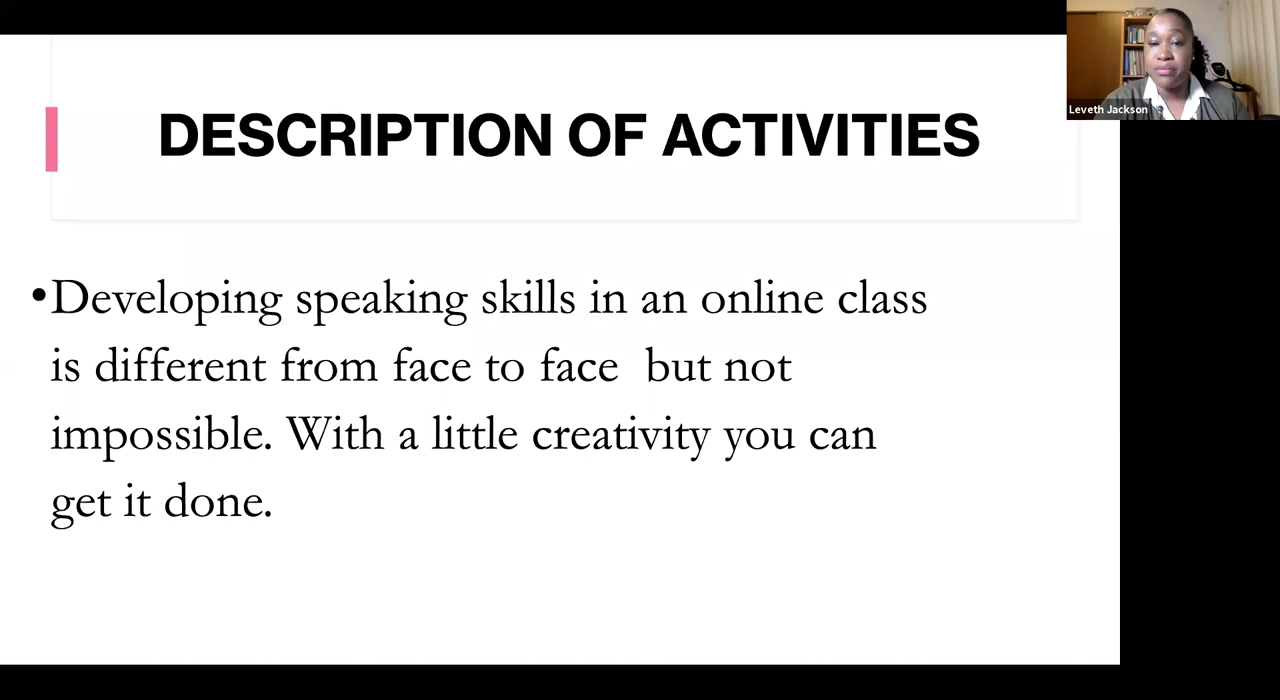 DESCRIPTION OF ACTIVITIES
Leveth Jackson
•Developing speaking skills in an online class
is different from face to face  but not
impossible. With a little creativity you can
get it done.